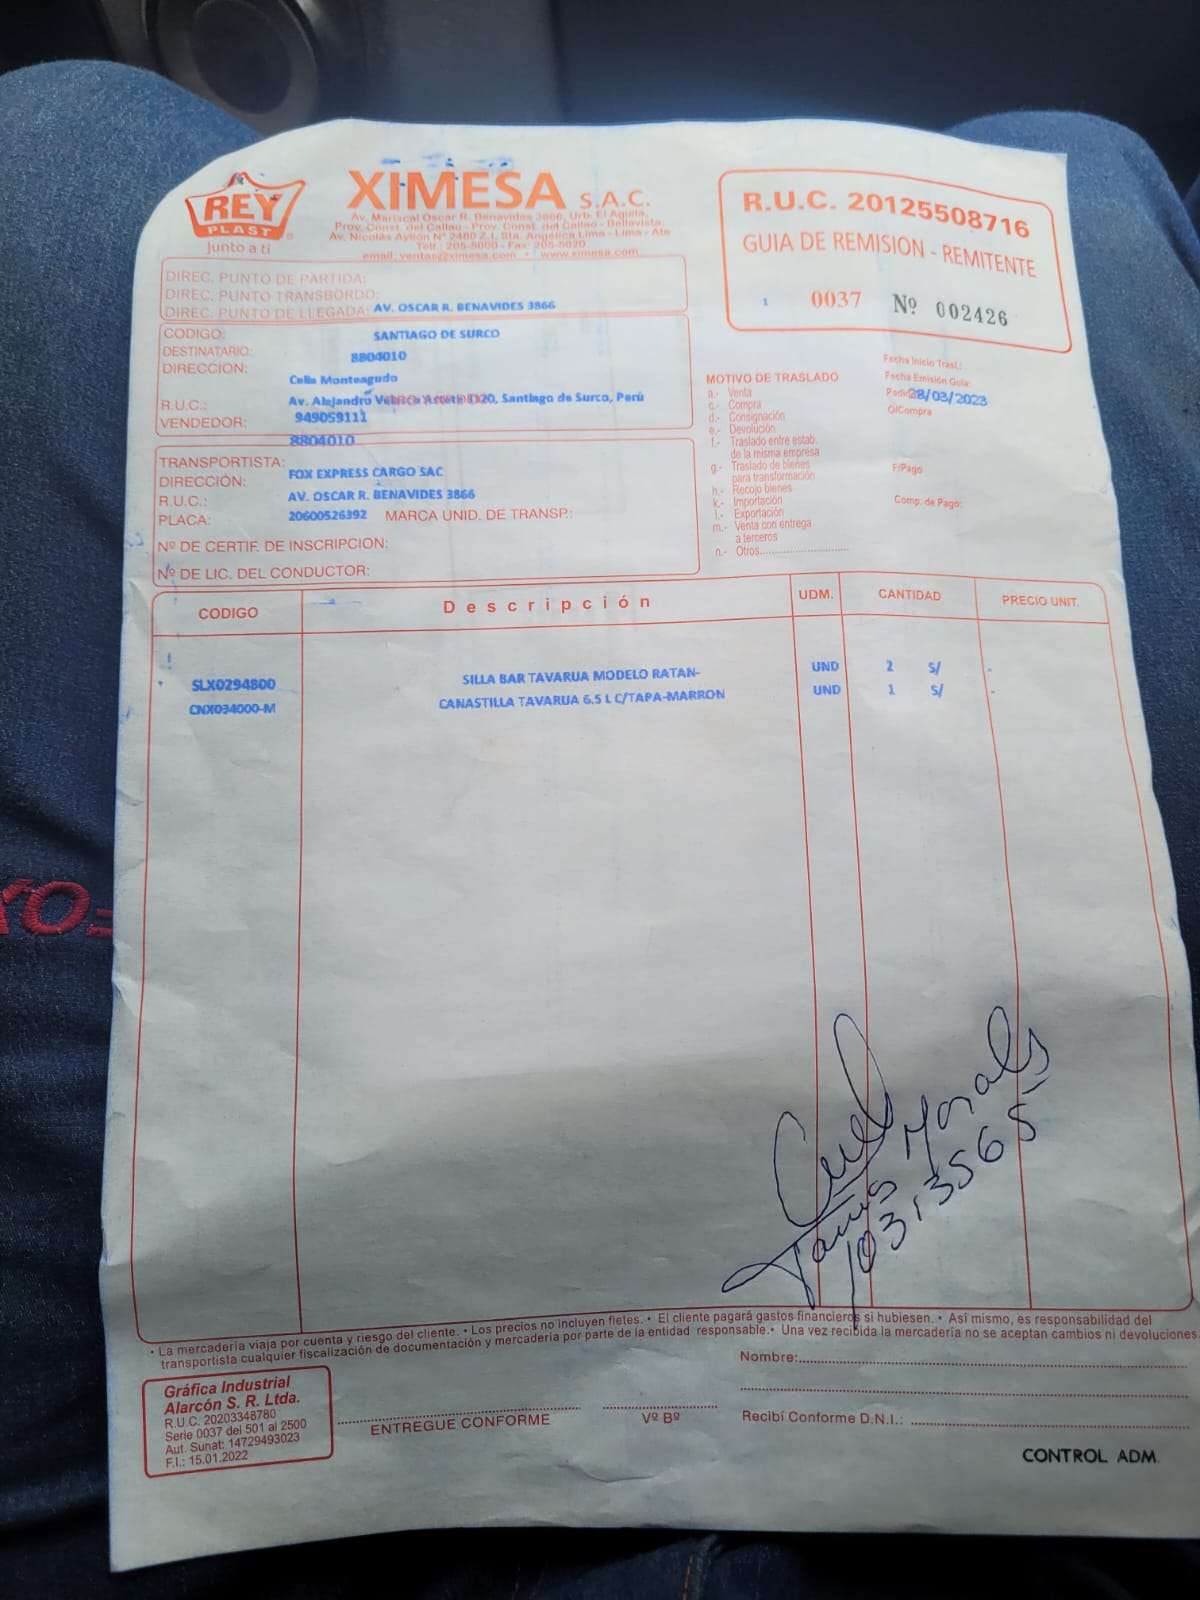 REY
PLAST
Junto a ti
XIMESA S.A.C.
Av. Mariscal Oscar R. Benavides 3866, Urb. El Aguila,
Prov. Const. del Callao - Prov. Const. del Callao - Bellavista,
Av. Nicolás Ayllón N° 2480 Z.I. Sta. Angélica Lima - Lima - Ate
Telf.: 205-5000 - Fax: 205-5020
email: ventas@ximesa.com • www.ximesa.com
R.U.C. 20125508716
GUIA DE REMISION - REMITENTE
1 0037 Nº 002426
DIREC. PUNTO DE PARTIDA:
DIREC. PUNTO TRANSBORDO:
DIREC. PUNTO DE LLEGADA: AV. OSCAR R. BENAVIDES 3866
CODIGO: SANTIAGO DE SURCO
DESTINATARIO: 8804010
DIRECCION:
Celia Monteagudo
R.U.C.: Av. Alejandro Velasco Astete 1120, Santiago de Surco, Perú
VENDEDOR: 949059111
8804010
TRANSPORTISTA: FOX EXPRESS CARGO SAC
DIRECCIÓN:
R.U.C.: AV. OSCAR R. BENAVIDES 3866
PLACA: 20600526392 MARCA UNID. DE TRANSP.:
Nº DE CERTIF. DE INSCRIPCION:
Nº DE LIC. DEL CONDUCTOR:
MOTIVO DE TRASLADO
a.- Venta
c.- Compra
d.- Consignación
e.- Devolución
f.- Traslado entre estab.
de la misma empresa
g.- Traslado de bienes
para transformación
h.- Recojo bienes
k.- Importación
l.- Exportación
m.- Venta con entrega
a terceros
n.- Otros
Fecha Inicio Trasl.:
Fecha Emisión Guía:
28/03/2023
O/Compra
F/Pago
Comp. de Pago:
CODIGO Descripción UDM. CANTIDAD PRECIO UNIT.
SLX0294800 SILLA BAR TAVARUA MODELO RATAN- UND 2 S/ -
CNX034000-M CANASTILLA TAVARUA 6.5 L C/TAPA-MARRON UND 1 S/ -
Morals
10313565
• La mercadería viaja por cuenta y riesgo del cliente. • Los precios no incluyen fletes. • El cliente pagará gastos financieros si hubiesen. • Así mismo, es responsabilidad del
transportista cualquier fiscalización de documentación y mercadería por parte de la entidad responsable. • Una vez recibida la mercadería no se aceptan cambios ni devoluciones
Gráfica Industrial
Alarcón S. R. Ltda.
R.U.C. 20203348780
Serie 0037 del 501 al 2500
Aut. Sunat: 14729493023
F.I.: 15.01.2022
ENTREGUE CONFORME
Vº Bº
Nombre:
Recibí Conforme D.N.I.:
CONTROL ADM.